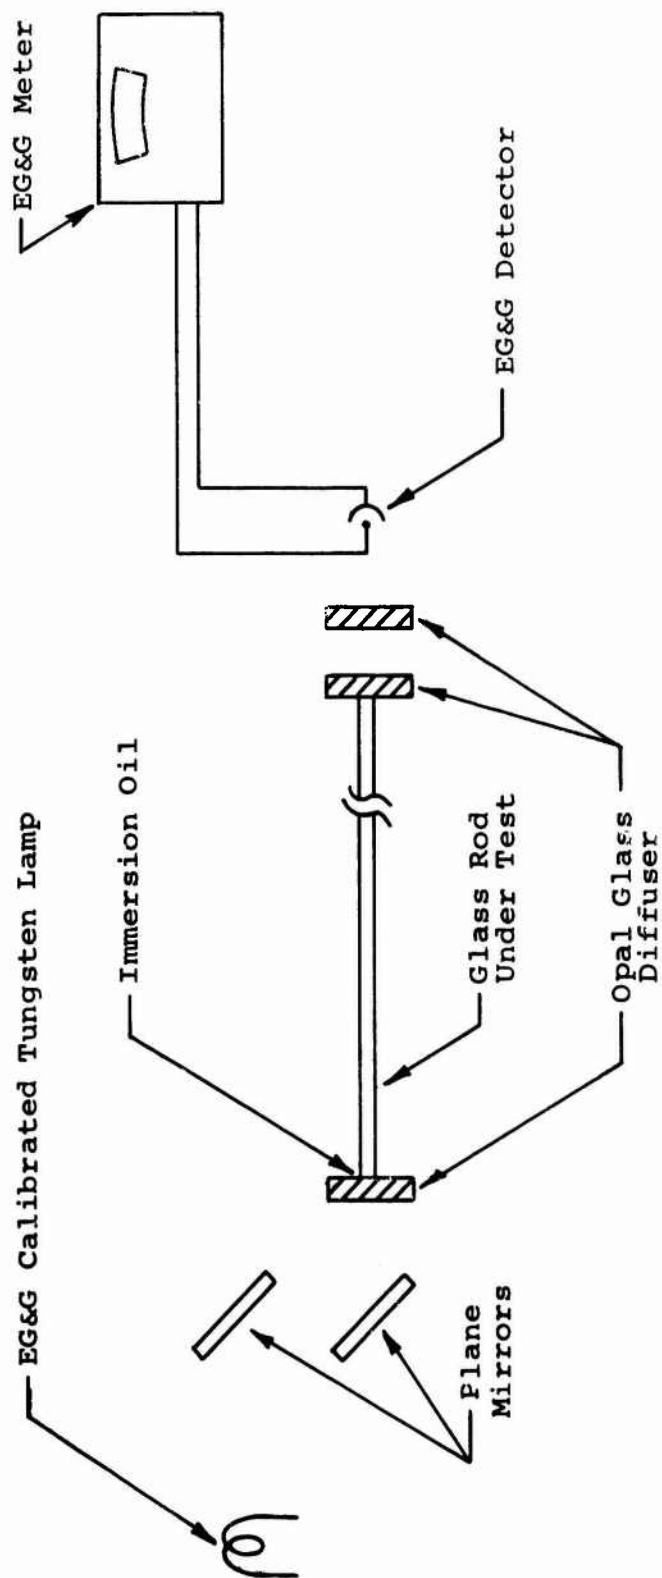 EG&G Calibrated Tungsten Lamp
Immersion Oil
EG&G Meter
Plane
Mirrors
Glass Rod
Under Test
Opal Glass
Diffuser
EG&G Detector